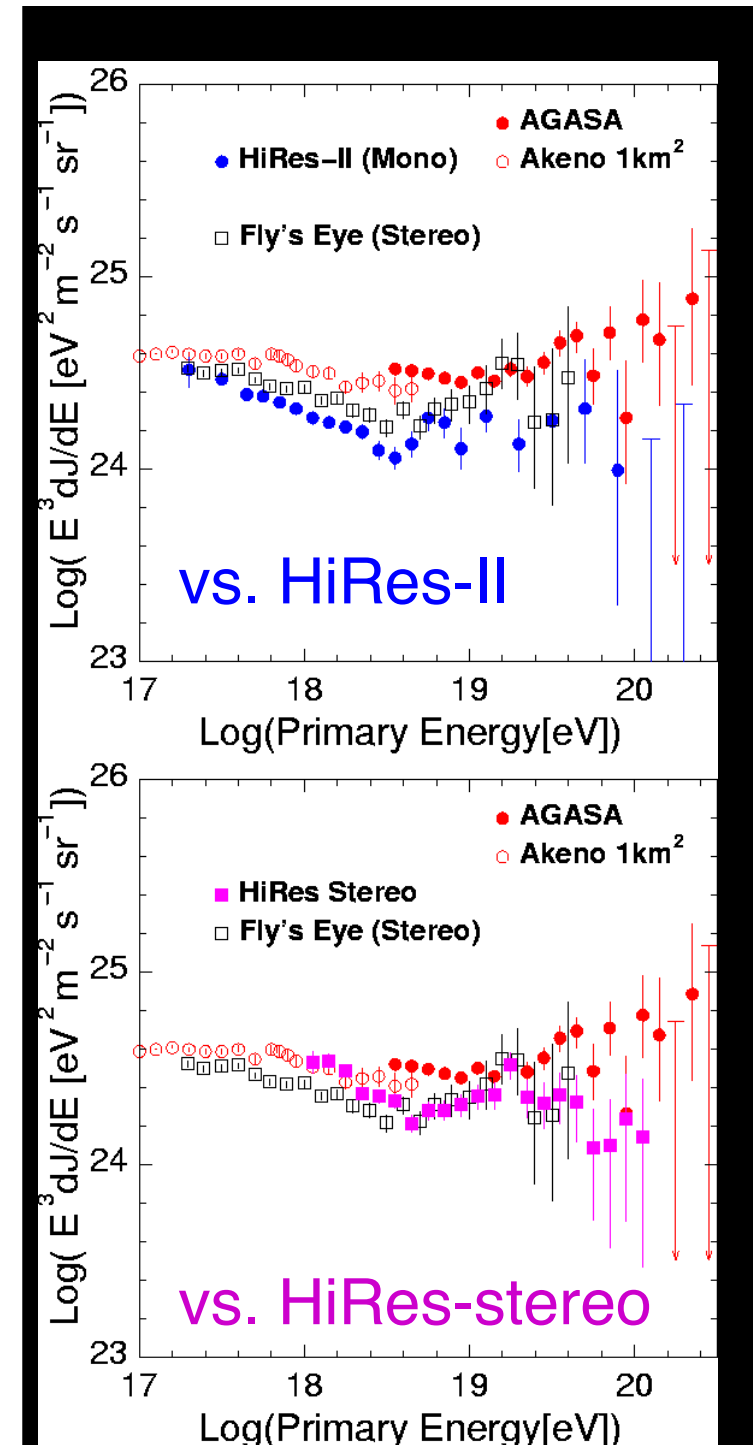 26
AGASA
HiRes-II (Mono)
Akeno 1km²
Fly's Eye (Stereo)
25
24
23
Log( E³dJ/dE [eV² m⁻² s⁻¹ sr⁻¹])
vs. HiRes-II
17 18 19 20
Log(Primary Energy[eV])
26
AGASA
Akeno 1km²
HiRes Stereo
Fly's Eye (Stereo)
25
24
23
Log( E³dJ/dE [eV² m⁻² s⁻¹ sr⁻¹])
vs. HiRes-stereo
17 18 19 20
Log(Primary Energy[eV])